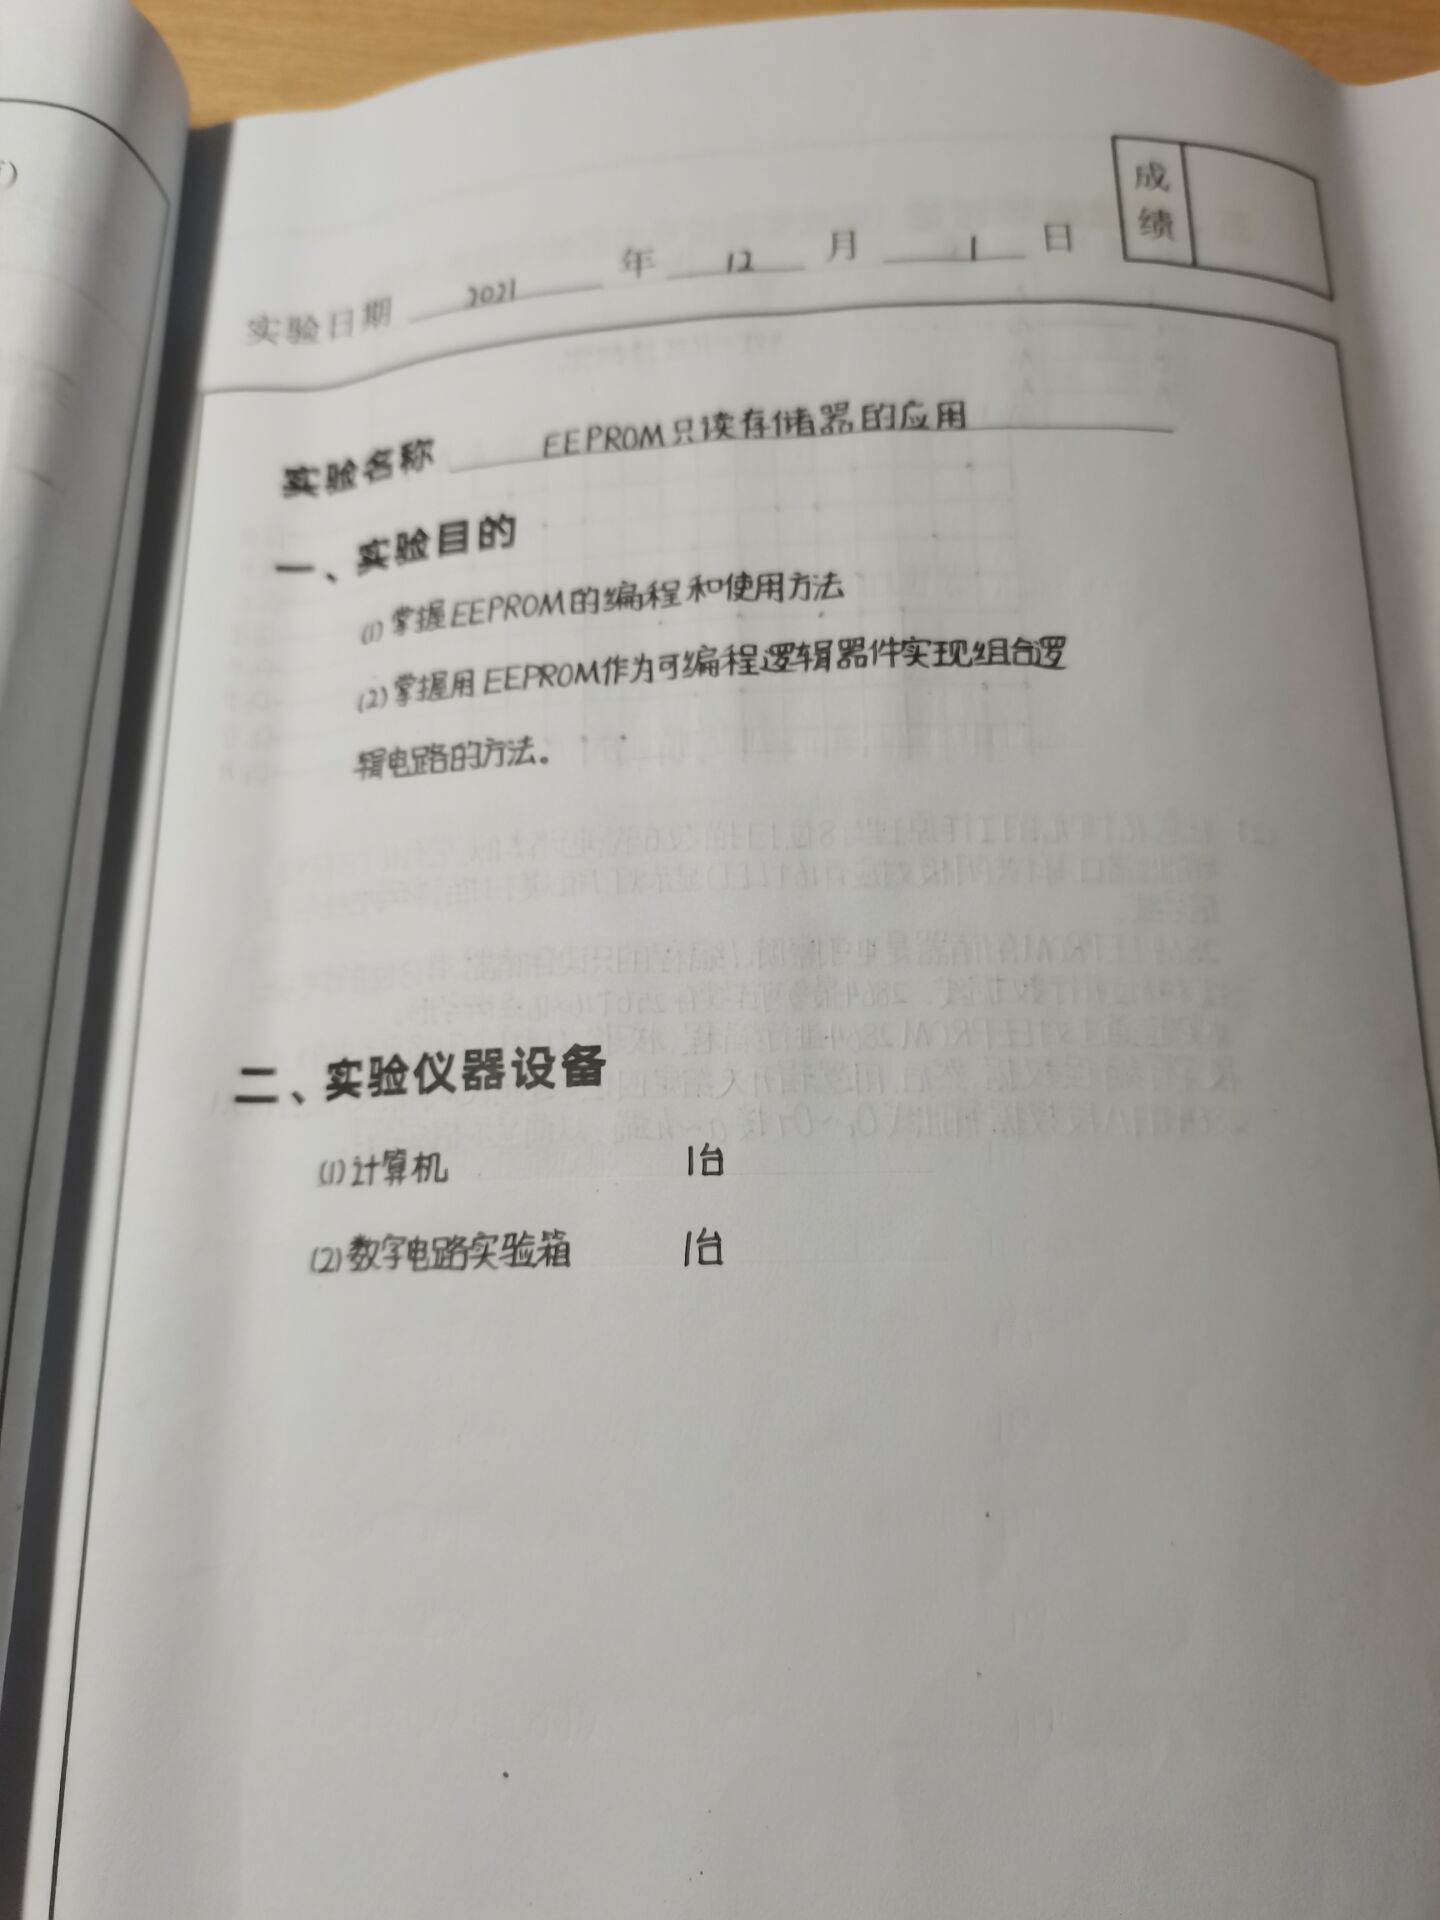 成绩
实验日期 2021 年 12 月 1 日
实验名称 EEPROM只读存储器的应用
一、实验目的
(1)掌握EEPROM的编程和使用方法
(2)掌握用EEPROM作为可编程逻辑器件实现组合逻
辑电路的方法。
二、实验仪器设备
(1)计算机 1台
(2)数字电路实验箱 1台